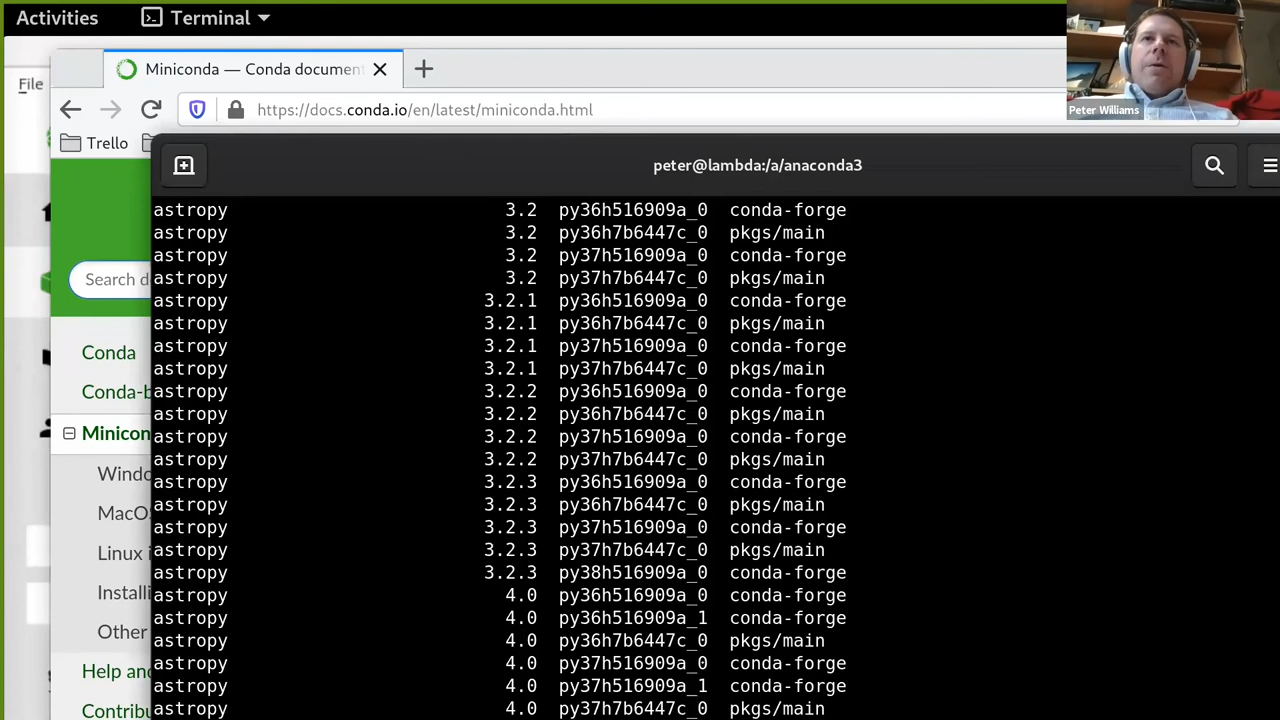 Activities
Terminal
File
Miniconda — Conda document
https://docs.conda.io/en/latest/miniconda.html
Peter Williams
Trello
peter@lambda:/a/anaconda3
Search d
Conda
Conda-b
Minicon
Windo
MacOS
Linux i
Installi
Other
Help and
Contribu
astropy 3.2 py36h516909a_0 conda-forge
astropy 3.2 py36h7b6447c_0 pkgs/main
astropy 3.2 py37h516909a_0 conda-forge
astropy 3.2 py37h7b6447c_0 pkgs/main
astropy 3.2.1 py36h516909a_0 conda-forge
astropy 3.2.1 py36h7b6447c_0 pkgs/main
astropy 3.2.1 py37h516909a_0 conda-forge
astropy 3.2.1 py37h7b6447c_0 pkgs/main
astropy 3.2.2 py36h516909a_0 conda-forge
astropy 3.2.2 py36h7b6447c_0 pkgs/main
astropy 3.2.2 py37h516909a_0 conda-forge
astropy 3.2.2 py37h7b6447c_0 pkgs/main
astropy 3.2.3 py36h516909a_0 conda-forge
astropy 3.2.3 py36h7b6447c_0 pkgs/main
astropy 3.2.3 py37h516909a_0 conda-forge
astropy 3.2.3 py37h7b6447c_0 pkgs/main
astropy 3.2.3 py38h516909a_0 conda-forge
astropy 4.0 py36h516909a_0 conda-forge
astropy 4.0 py36h516909a_1 conda-forge
astropy 4.0 py36h7b6447c_0 pkgs/main
astropy 4.0 py37h516909a_0 conda-forge
astropy 4.0 py37h516909a_1 conda-forge
astropy 4.0 py37h7b6447c_0 pkgs/main